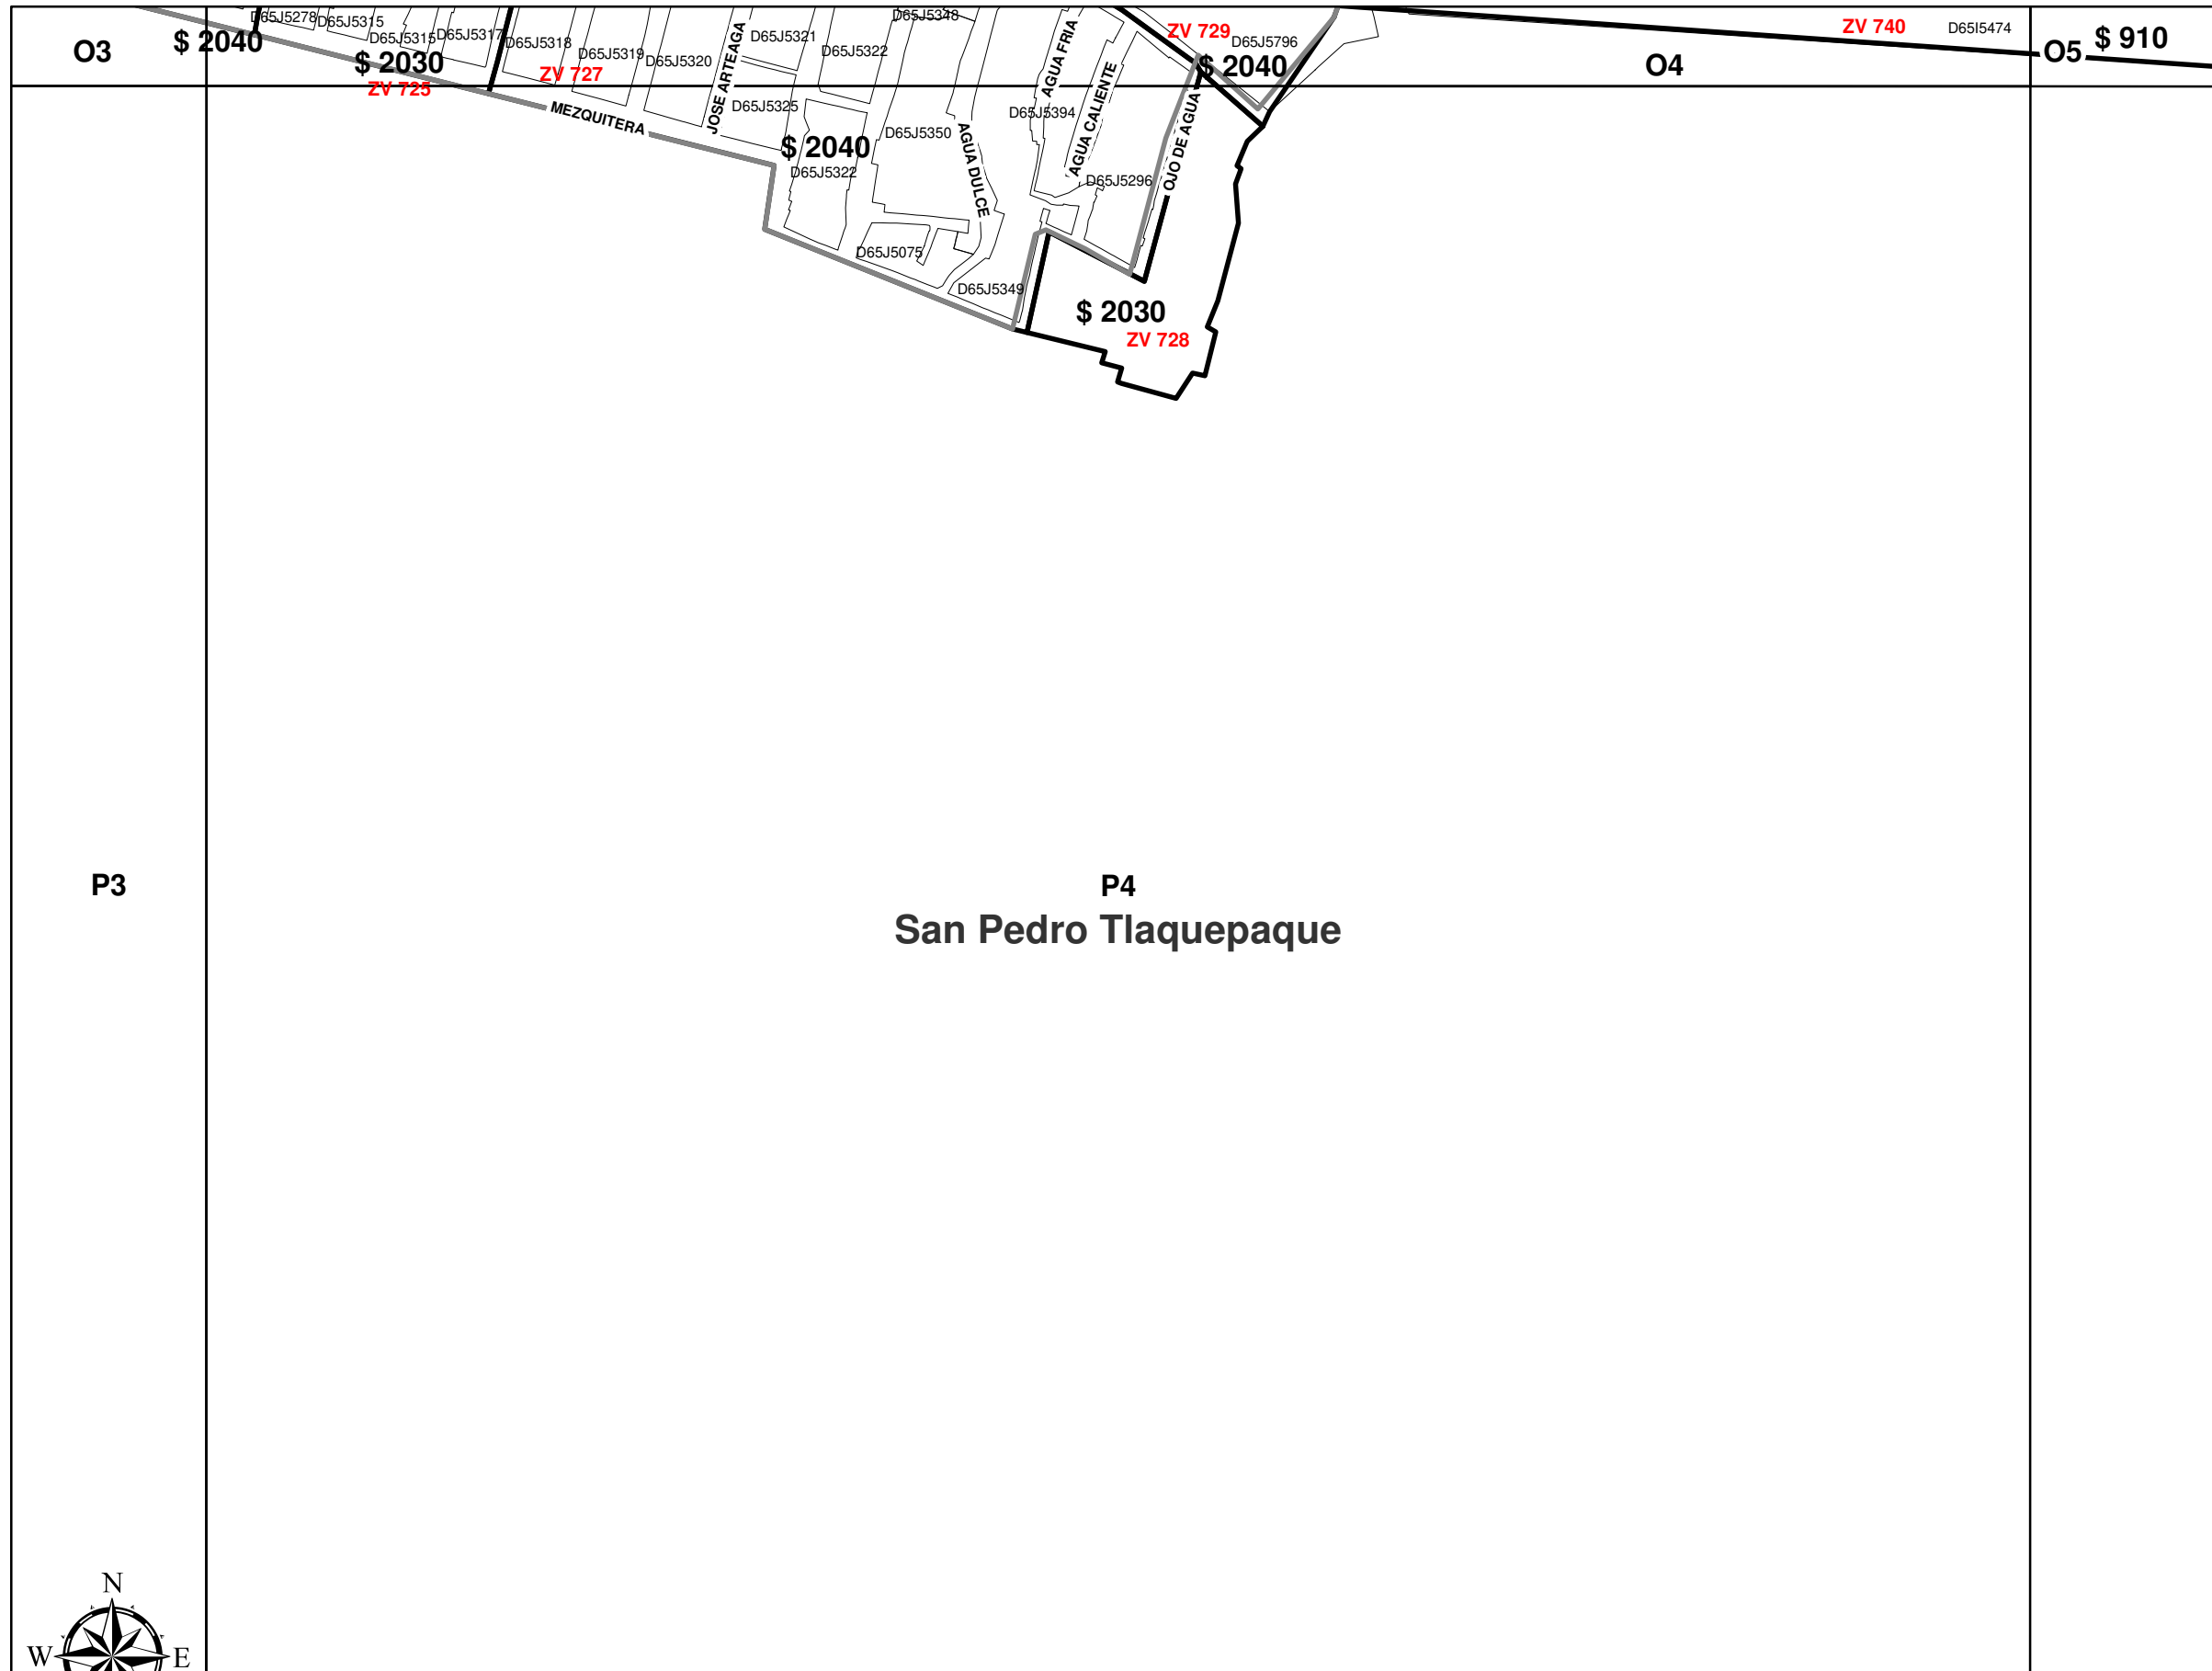 D65J5278
D65J5315
D65J5315
D65J5317
D65J5318
D65J5319
D65J5320
JOSE ARTEAGA
D65J5321
D65J5322
D65J5348
AGUA FRIA
ZV 729
D65J5796
ZV 740
D65I5474
O3
$ 2040
$ 2030
ZV 725
ZV 727
$ 2040
O4
O5
$ 910
MEZQUITERA
D65J5325
D65J5350
D65J5394
AGUA CALIENTE
OJO DE AGUA
$ 2040
D65J5322
AGUA DULCE
D65J5296
D65J5075
D65J5349
$ 2030
ZV 728
P3
P4
San Pedro Tlaquepaque
N
W
E